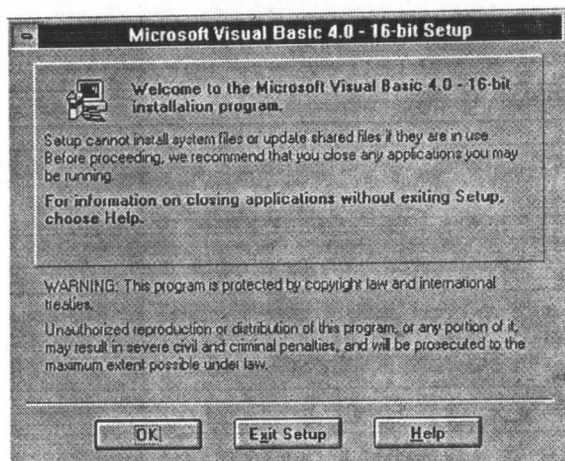 Microsoft Visual Basic 4.0 - 16-bit Setup
Welcome to the Microsoft Visual Basic 4.0 - 16-bit
installation program.
Setup cannot install system files or update shared files if they are in use.
Before proceeding, we recommend that you close any applications you may
be running.
For information on closing applications without exiting Setup,
choose Help.
WARNING: This program is protected by copyright law and international
treaties.
Unauthorized reproduction or distribution of this program, or any portion of it,
may result in severe civil and criminal penalties, and will be prosecuted to the
maximum extent possible under law.
OK
Exit Setup
Help